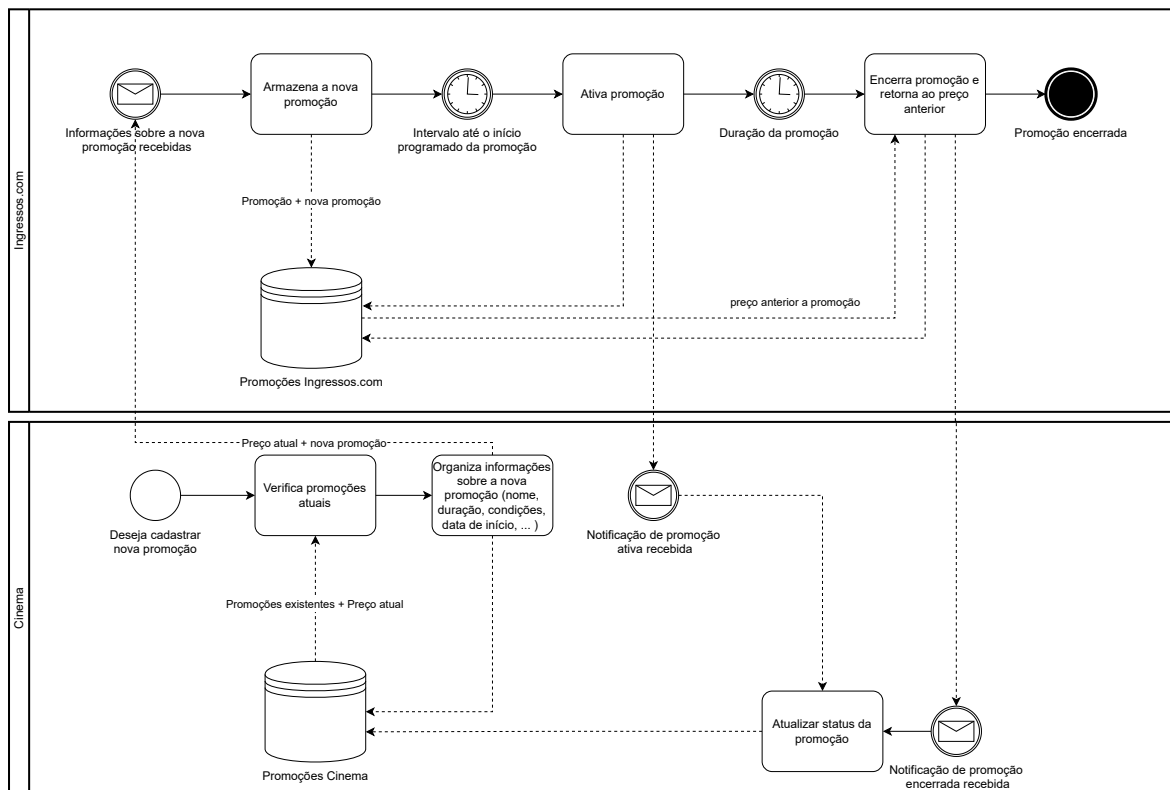 Ingressos.com
Armazena a nova
promoção
Ativa promoção
Encerra promoção e
retorna ao preço
anterior
Informações sobre a nova
promoção recebidas
Intervalo até o início
programado da promoção
Duração da promoção
Promoção encerrada
Promoção + nova promoção
preço anterior a promoção
Promoções Ingressos.com
Cinema
Preço atual + nova promoção
Verifica promoções
atuais
Organiza informações
sobre a nova
promoção (nome,
duração, condições,
data de início, ... )
Deseja cadastrar
nova promoção
Notificação de promoção
ativa recebida
Promoções existentes + Preço atual
Atualizar status da
promoção
Promoções Cinema
Notificação de promoção
encerrada recebida